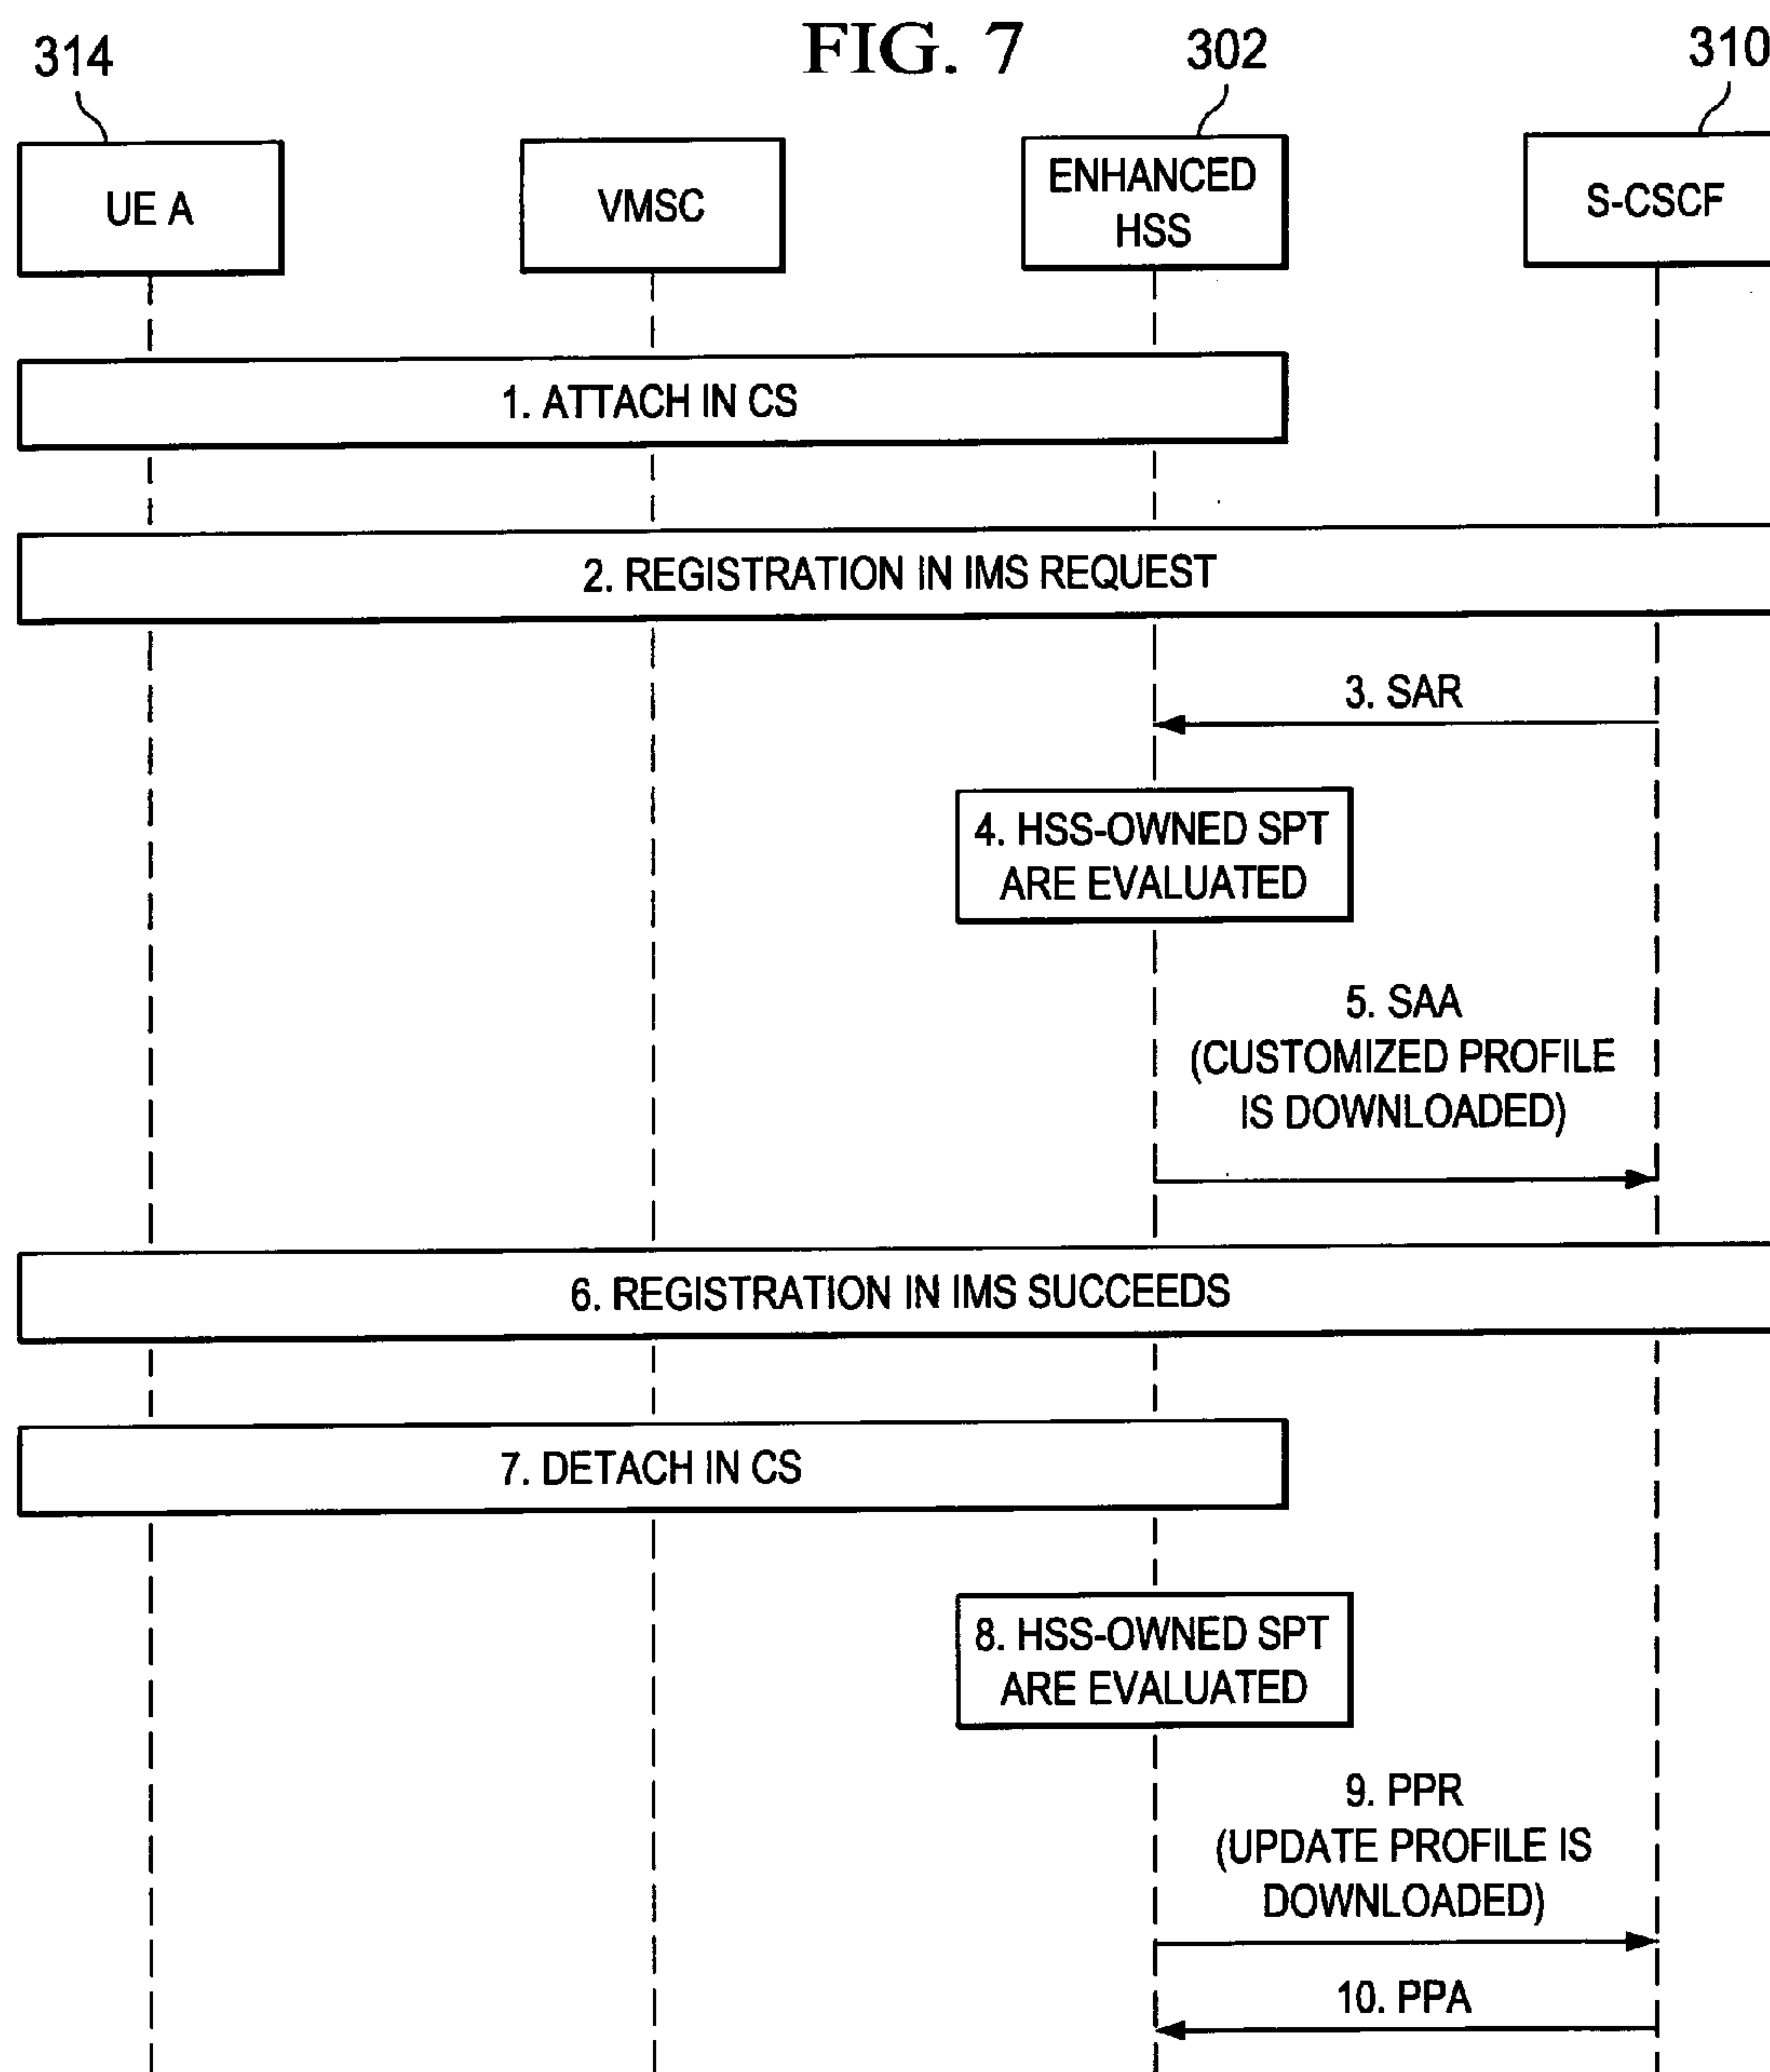 FIG. 7
314
302
310
UE A
VMSC
ENHANCED
HSS
S-CSCF
1. ATTACH IN CS
2. REGISTRATION IN IMS REQUEST
3. SAR
4. HSS-OWNED SPT
ARE EVALUATED
5. SAA
(CUSTOMIZED PROFILE
IS DOWNLOADED)
6. REGISTRATION IN IMS SUCCEEDS
7. DETACH IN CS
8. HSS-OWNED SPT
ARE EVALUATED
9. PPR
(UPDATE PROFILE IS
DOWNLOADED)
10. PPA